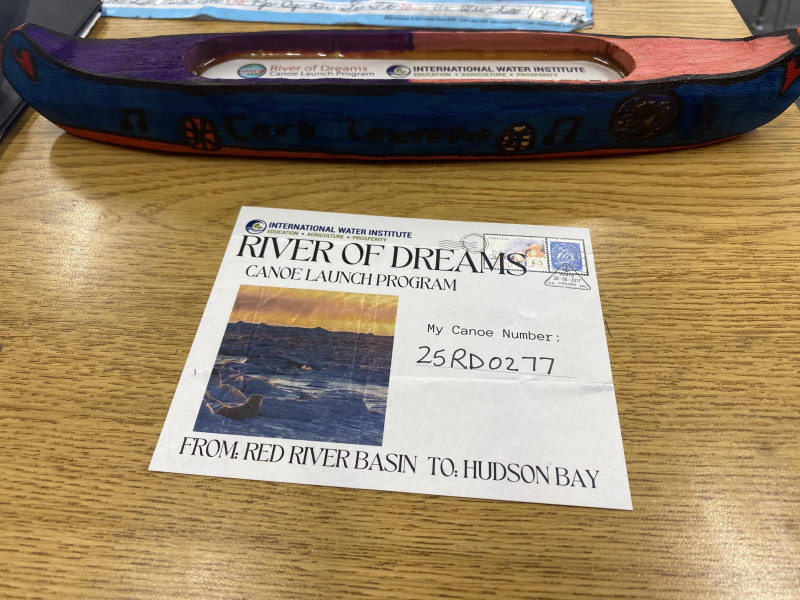 River of Dreams
Canoe Launch Program
INTERNATIONAL WATER INSTITUTE
EDUCATION • AGRICULTURE • PROSPERITY
INTERNATIONAL WATER INSTITUTE
EDUCATION • AGRICULTURE • PROSPERITY
RIVER OF DREAMS
CANOE LAUNCH PROGRAM
My Canoe Number:
25RD0277
FROM: RED RIVER BASIN TO: HUDSON BAY